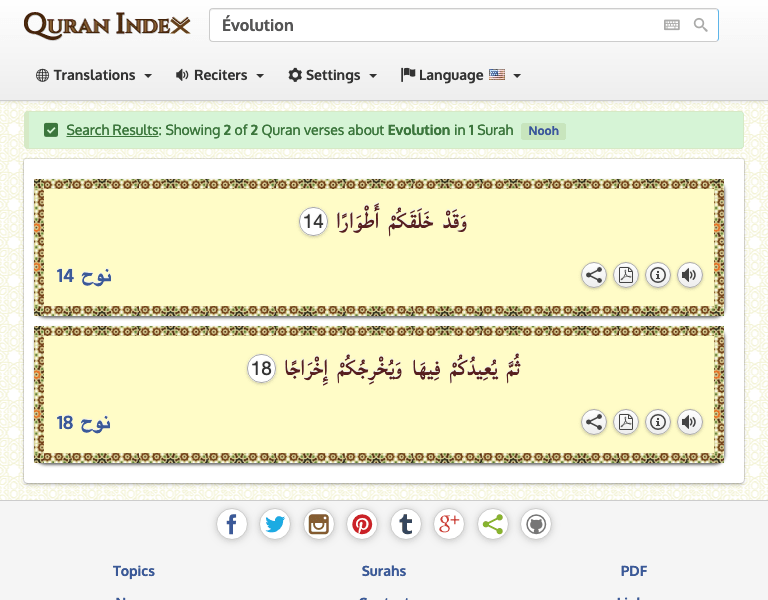 QURAN INDEX
Évolution
Translations Reciters Settings Language
Search Results: Showing 2 of 2 Quran verses about Evolution in 1 Surah Nooh
وَقَدْ خَلَقَكُمْ أَطْوَارًا 14
نوح 14
ثُمَّ يُعِيدُكُمْ فِيهَا وَيُخْرِجُكُمْ إِخْرَاجًا 18
نوح 18
Topics Surahs PDF